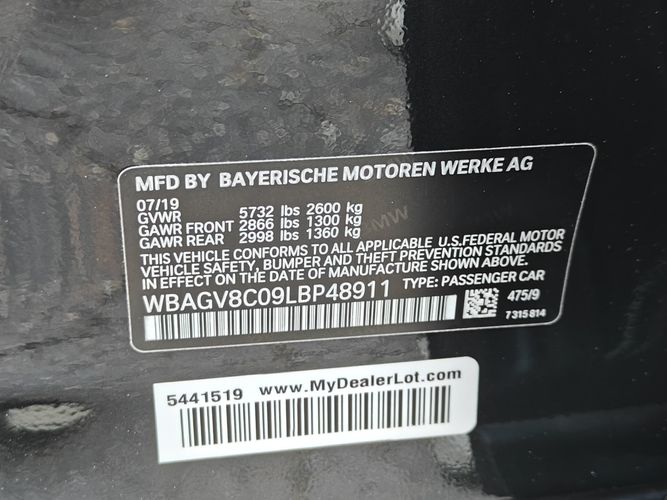 MFD BY BAYERISCHE MOTOREN WERKE AG
07/19
GVWR 5732 lbs 2600 kg
GAWR FRONT 2866 lbs 1300 kg
GAWR REAR 2998 lbs 1360 kg
THIS VEHICLE CONFORMS TO ALL APPLICABLE U.S.FEDERAL MOTOR
VEHICLE SAFETY, BUMPER AND THEFT PREVENTION STANDARDS
IN EFFECT ON THE DATE OF MANUFACTURE SHOWN ABOVE.
WBAGV8C09LBP48911 TYPE: PASSENGER CAR
475/9
7315814
5441519 www.MyDealerLot.com